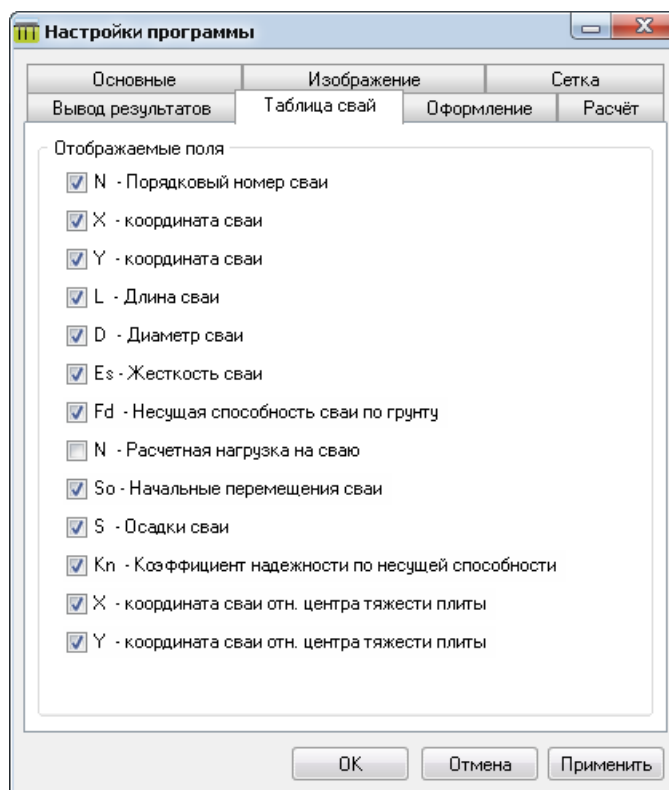 Настройки программы
Основные Изображение Сетка
Вывод результатов Таблица свай Оформление Расчёт
Отображаемые поля
N - Порядковый номер сваи
X - координата сваи
Y - координата сваи
L - Длина сваи
D - Диаметр сваи
Es - Жесткость сваи
Fd - Несущая способность сваи по грунту
N - Расчетная нагрузка на сваю
So - Начальные перемещения сваи
S - Осадки сваи
Kn - Коэффициент надежности по несущей способности
X - координата сваи отн. центра тяжести плиты
Y - координата сваи отн. центра тяжести плиты
OK Отмена Применить